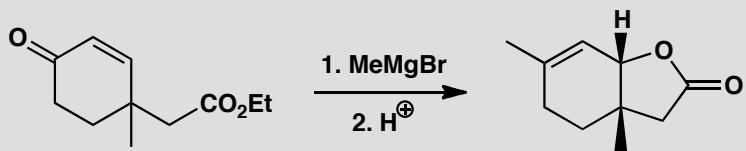 O
CO₂Et
1. MeMgBr
2. H⊕
H
O
O